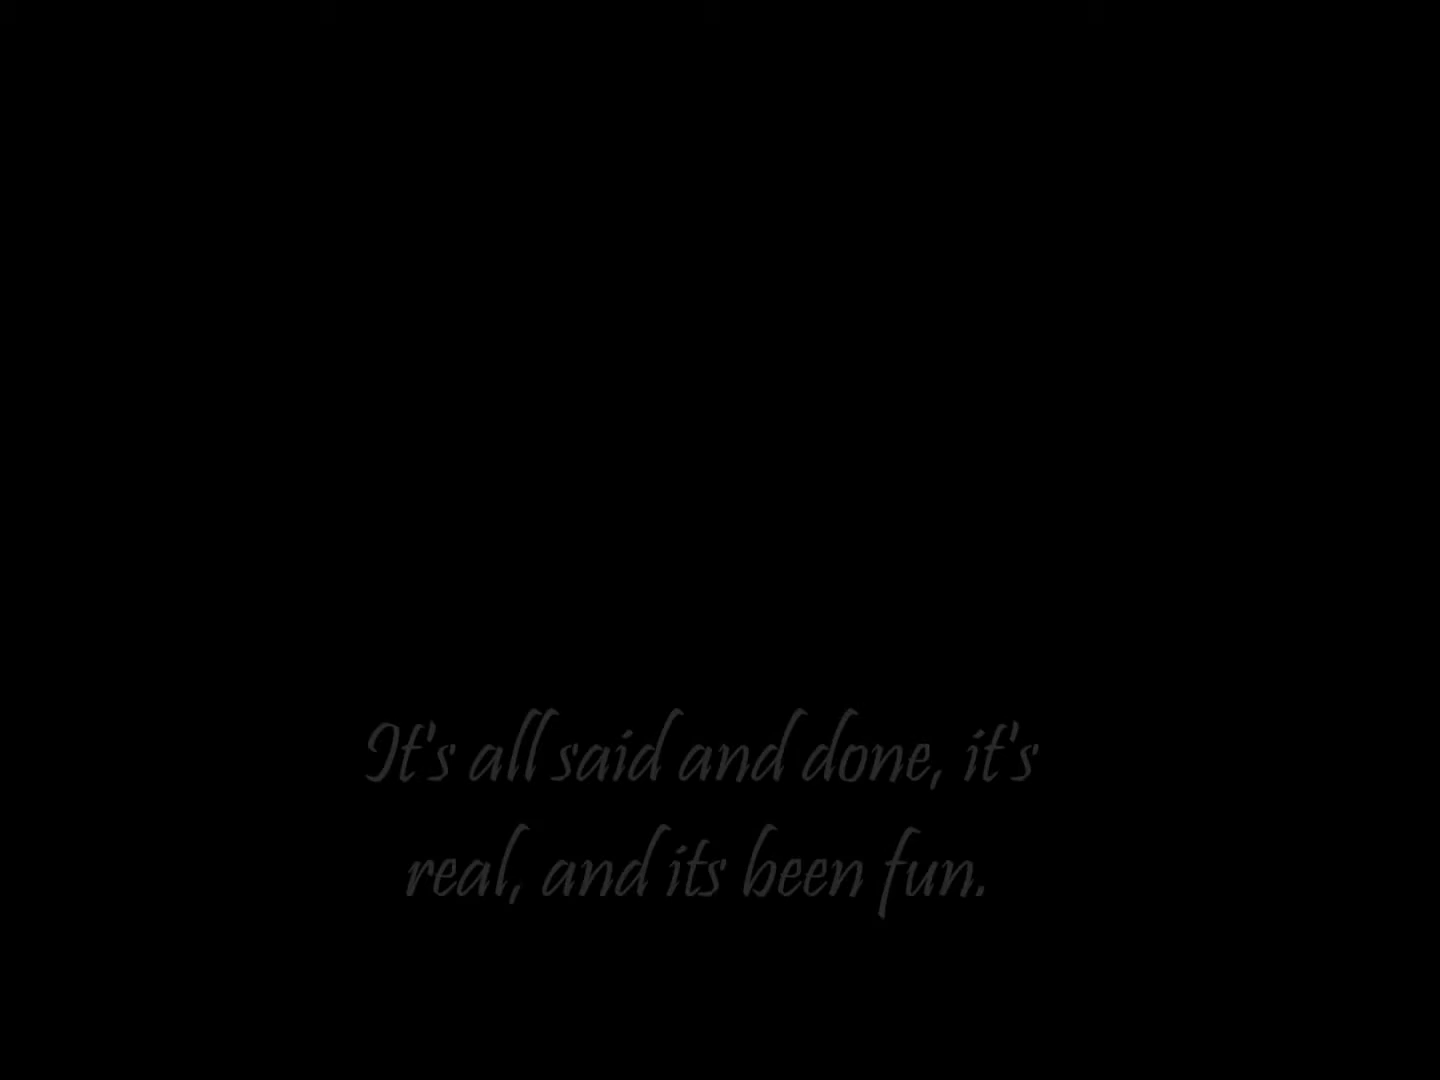 It's all said and done, it's
real, and its been fun.